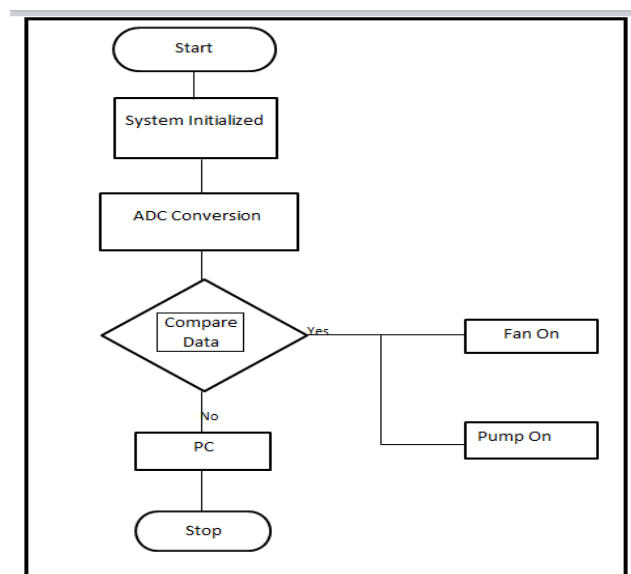 Start
System Initialized
ADC Conversion
Compare
Data
Yes
Fan On
Pump On
No
PC
Stop